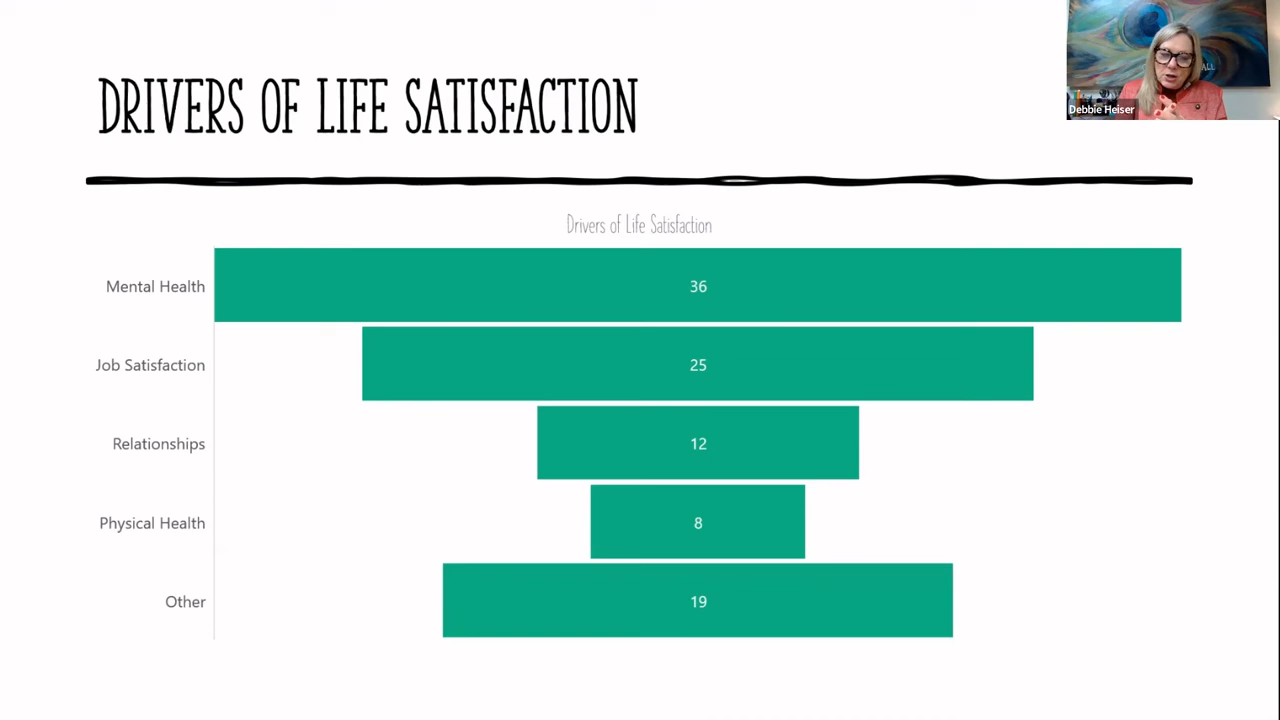 DRIVERS OF LIFE SATISFACTION
ALL
Debbie Heiser
Drivers of Life Satisfaction
Mental Health 36
Job Satisfaction 25
Relationships 12
Physical Health 8
Other 19